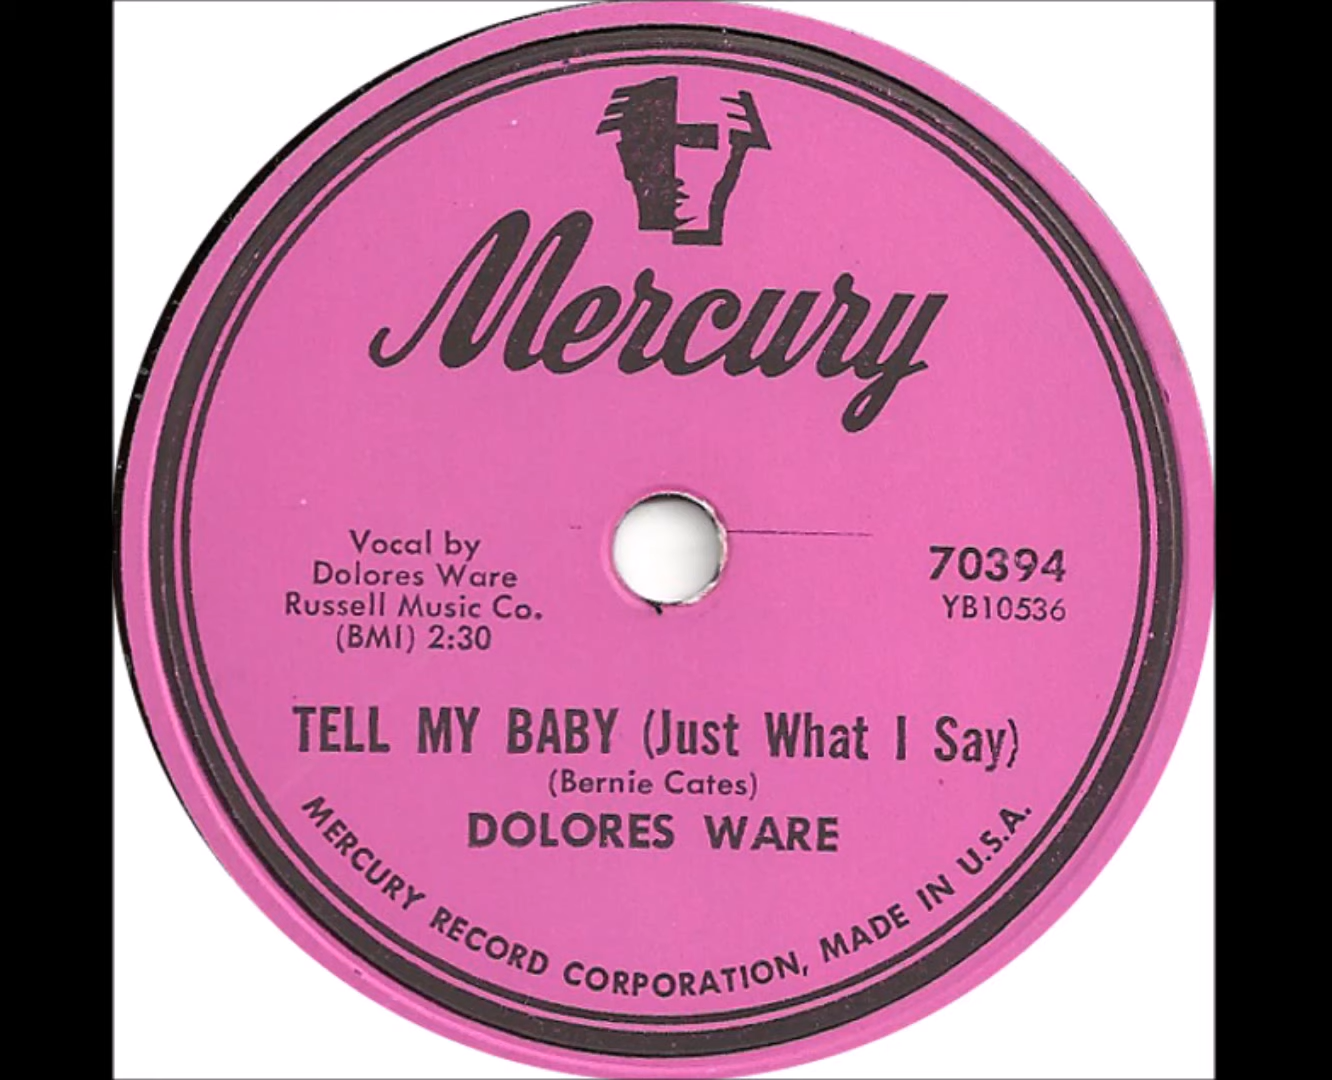 Mercury
Vocal by
Dolores Ware
Russell Music Co.
(BMI) 2:30
70394
YB10536
TELL MY BABY (Just What I Say)
(Bernie Cates)
DOLORES WARE
MERCURY RECORD CORPORATION, MADE IN U.S.A.